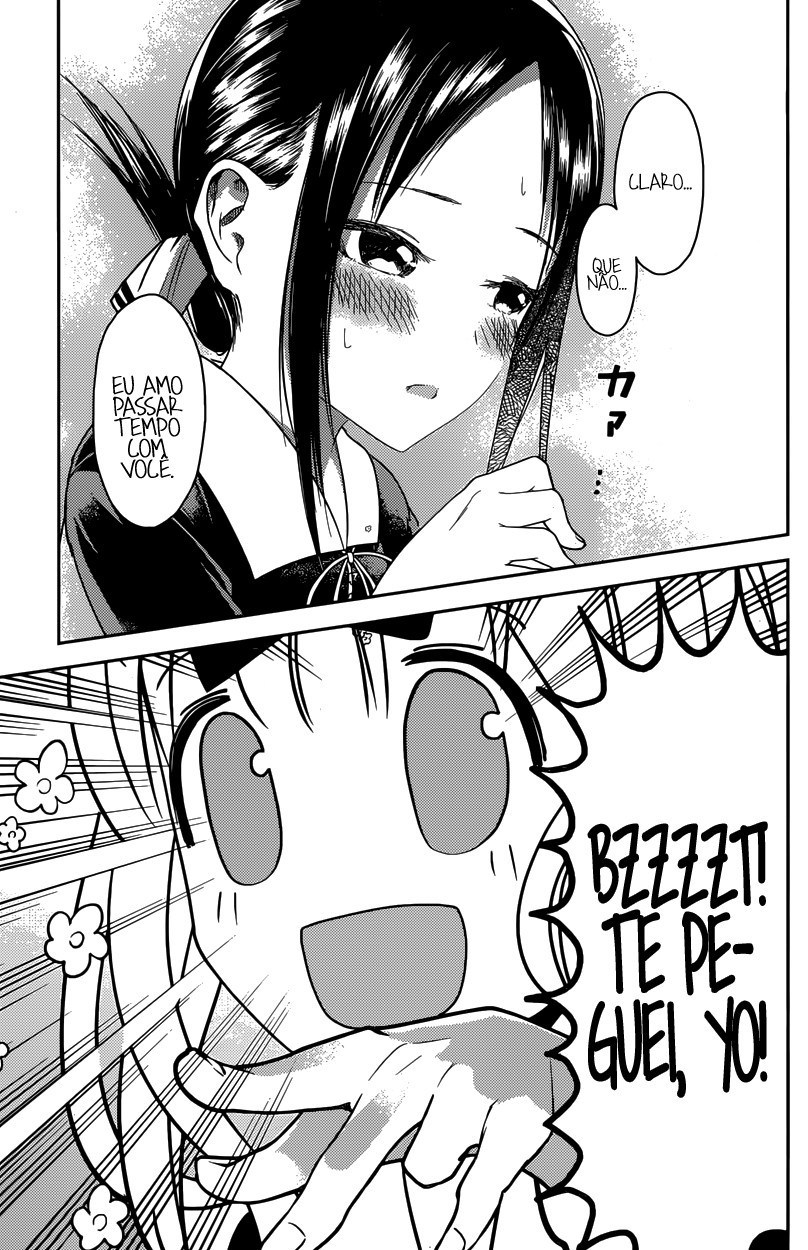 CLARO...
QUE
NÃO...
EU AMO
PASSAR
TEMPO
COM
VOCÊ.
カァ
...
BZZZZT!
TE PE-
GUEI, YO!